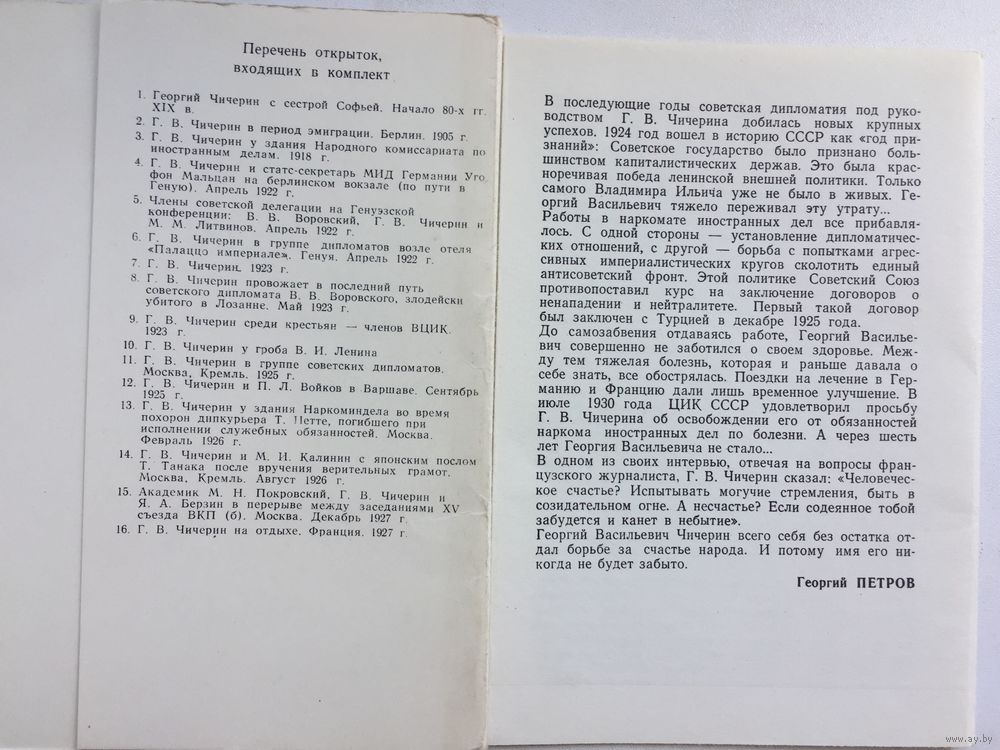 Перечень открыток,
входящих в комплект
1. Георгий Чичерин с сестрой Софьей. Начало 80-х гг.
XIX в.
2. Г. В. Чичерин в период эмиграции. Берлин. 1905 г.
3. Г. В. Чичерин у здания Народного комиссариата по
иностранным делам. 1918 г.
4. Г. В. Чичерин и статс-секретарь МИД Германии Уго
фон Мальцан на берлинском вокзале (по пути в
Геную). Апрель 1922 г.
5. Члены советской делегации на Генуэзской
конференции: В. В. Воровский, Г. В. Чичерин и
М. М. Литвинов. Апрель 1922 г.
6. Г. В. Чичерин в группе дипломатов возле отеля
«Палаццо империале». Генуя. Апрель 1922 г.
7. Г. В. Чичерин. 1923 г.
8. Г. В. Чичерин провожает в последний путь
советского дипломата В. В. Воровского, злодейски
убитого в Лозанне. Май 1923 г.
9. Г. В. Чичерин среди крестьян — членов ВЦИК.
1923 г.
10. Г. В. Чичерин у гроба В. И. Ленина
11. Г. В. Чичерин в группе советских дипломатов.
Москва, Кремль. 1925 г.
12. Г. В. Чичерин и П. Л. Войков в Варшаве. Сентябрь
1925 г.
13. Г. В. Чичерин у здания Наркоминдела во время
похорон дипкурьера Т. Нетте, погибшего при
исполнении служебных обязанностей. Москва.
Февраль 1926 г.
14. Г. В. Чичерин и М. И. Калинин с японским послом
Т. Танака после вручения верительных грамот.
Москва, Кремль. Август 1926 г.
15. Академик М. Н. Покровский, Г. В. Чичерин и
Я. А. Берзин в перерыве между заседаниями XV
съезда ВКП (б). Москва. Декабрь 1927 г.
16. Г. В. Чичерин на отдыхе. Франция. 1927 г.
В последующие годы советская дипломатия под руко-
водством Г. В. Чичерина добилась новых крупных
успехов. 1924 год вошел в историю СССР как «год при-
знаний»: Советское государство было признано боль-
шинством капиталистических держав. Это была крас-
норечивая победа ленинской внешней политики. Только
самого Владимира Ильича уже не было в живых. Ге-
оргий Васильевич тяжело переживал эту утрату...
Работы в наркомате иностранных дел все прибавля-
лось. С одной стороны — установление дипломатичес-
ких отношений, с другой — борьба с попытками агрес-
сивных империалистических кругов сколотить единый
антисоветский фронт. Этой политике Советский Союз
противопоставил курс на заключение договоров о
ненападении и нейтралитете. Первый такой договор
был заключен с Турцией в декабре 1925 года.
До самозабвения отдаваясь работе, Георгий Василье-
вич совершенно не заботился о своем здоровье. Меж-
ду тем тяжелая болезнь, которая и раньше давала о
себе знать, все обострялась. Поездки на лечение в Гер-
манию и Францию дали лишь временное улучшение. В
июле 1930 года ЦИК СССР удовлетворил просьбу
Г. В. Чичерина об освобождении его от обязанностей
наркома иностранных дел по болезни. А через шесть
лет Георгия Васильевича не стало...
В одном из своих интервью, отвечая на вопросы фран-
цузского журналиста, Г. В. Чичерин сказал: «Человечес-
кое счастье? Испытывать могучие стремления, быть в
созидательном огне. А несчастье? Если содеянное тобой
забудется и канет в небытие».
Георгий Васильевич Чичерин всего себя без остатка от-
дал борьбе за счастье народа. И потому имя его ни-
когда не будет забыто.
Георгий ПЕТРОВ
www.ay.by